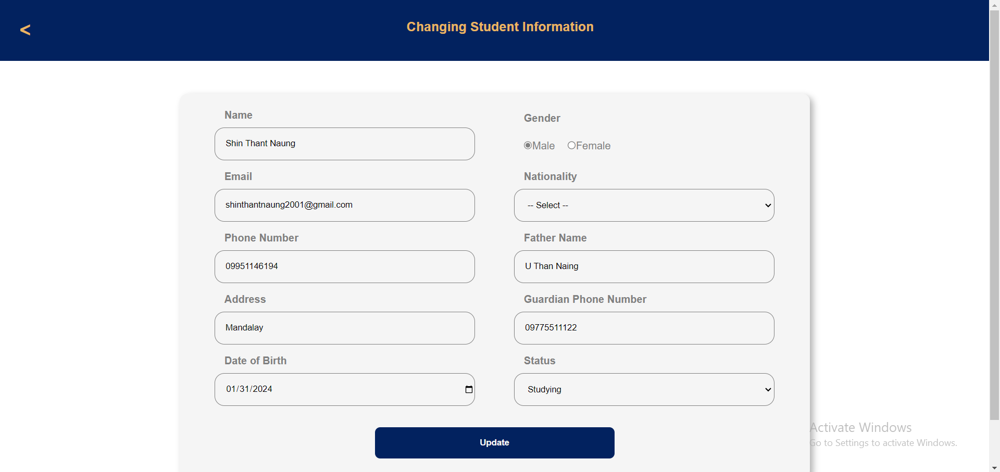 <
Changing Student Information
Name
Shin Thant Naung
Gender
Male Female
Email
shinthantnaung2001@gmail.com
Nationality
-- Select --
Phone Number
09951146194
Father Name
U Than Naing
Address
Mandalay
Guardian Phone Number
09775511122
Date of Birth
01/31/2024
Status
Studying
Update
Activate Windows
Go to Settings to activate Windows.